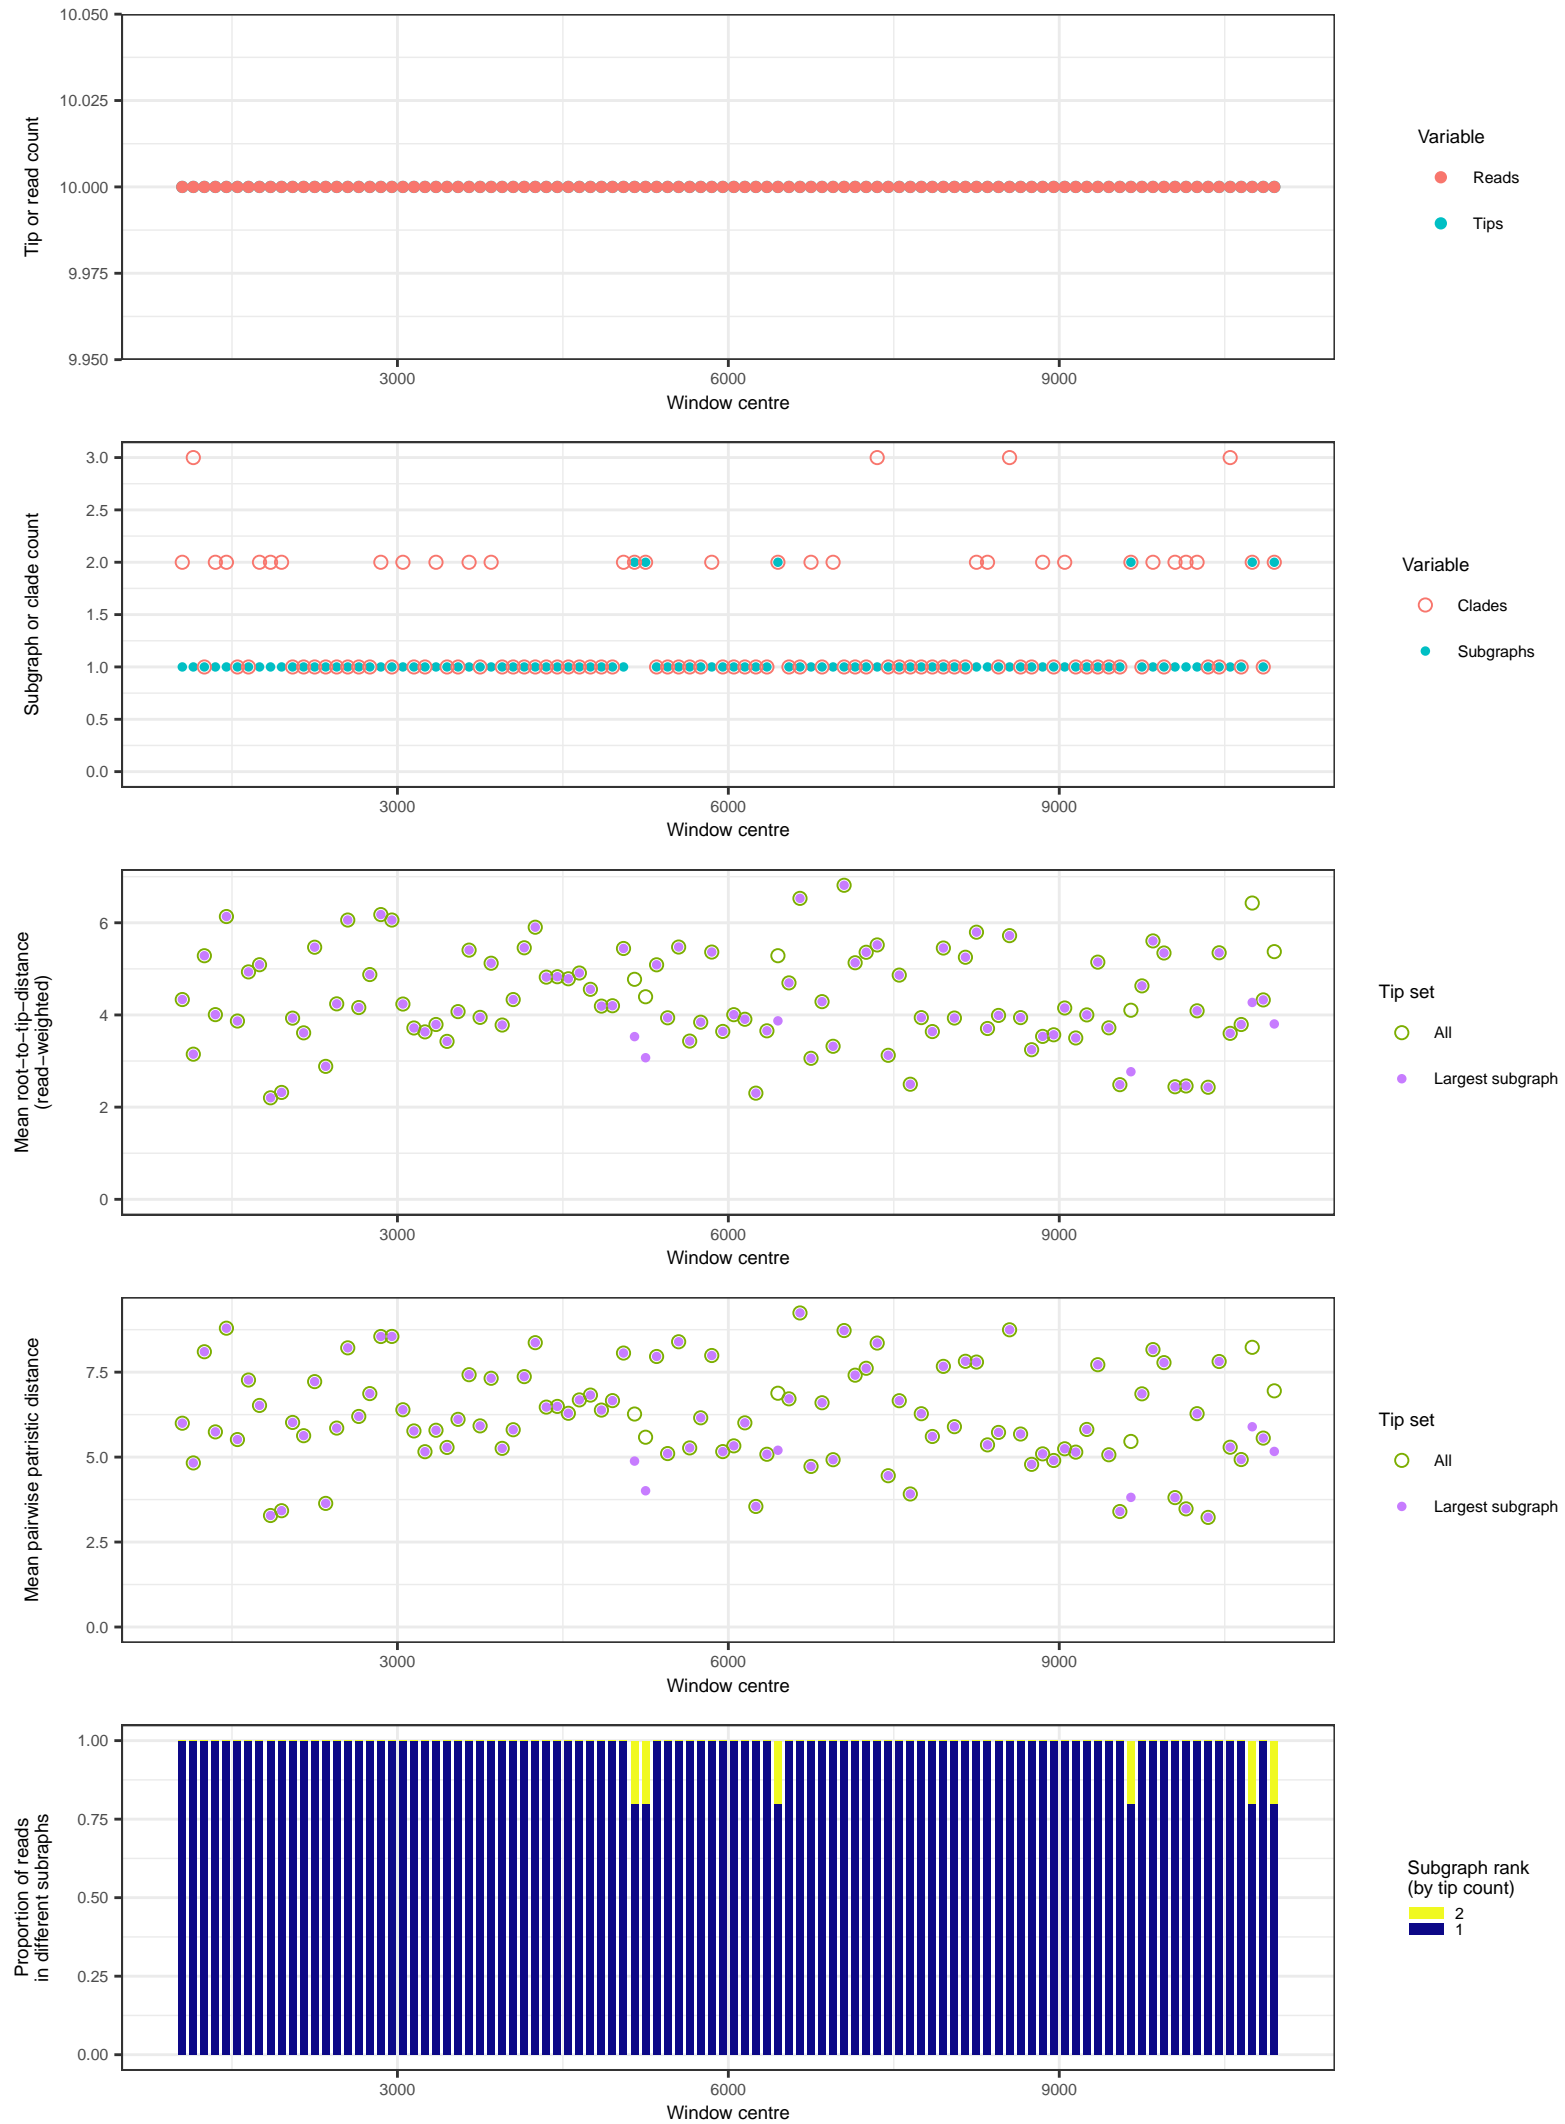 10.050
10.025
10.000
9.975
9.950
Tip or read count
3000
6000
9000
Window centre
Variable
Reads
Tips
3.0
2.5
2.0
1.5
1.0
0.5
0.0
Subgraph or clade count
3000
6000
9000
Window centre
Variable
Clades
Subgraphs
6
4
2
0
Mean root−to−tip−distance
(read−weighted)
3000
6000
9000
Window centre
Tip set
All
Largest subgraph
7.5
5.0
2.5
0.0
Mean pairwise patristic distance
3000
6000
9000
Window centre
Tip set
All
Largest subgraph
1.00
0.75
0.50
0.25
0.00
Proportion of reads
in different subraphs
3000
6000
9000
Window centre
Subgraph rank
(by tip count)
2
1